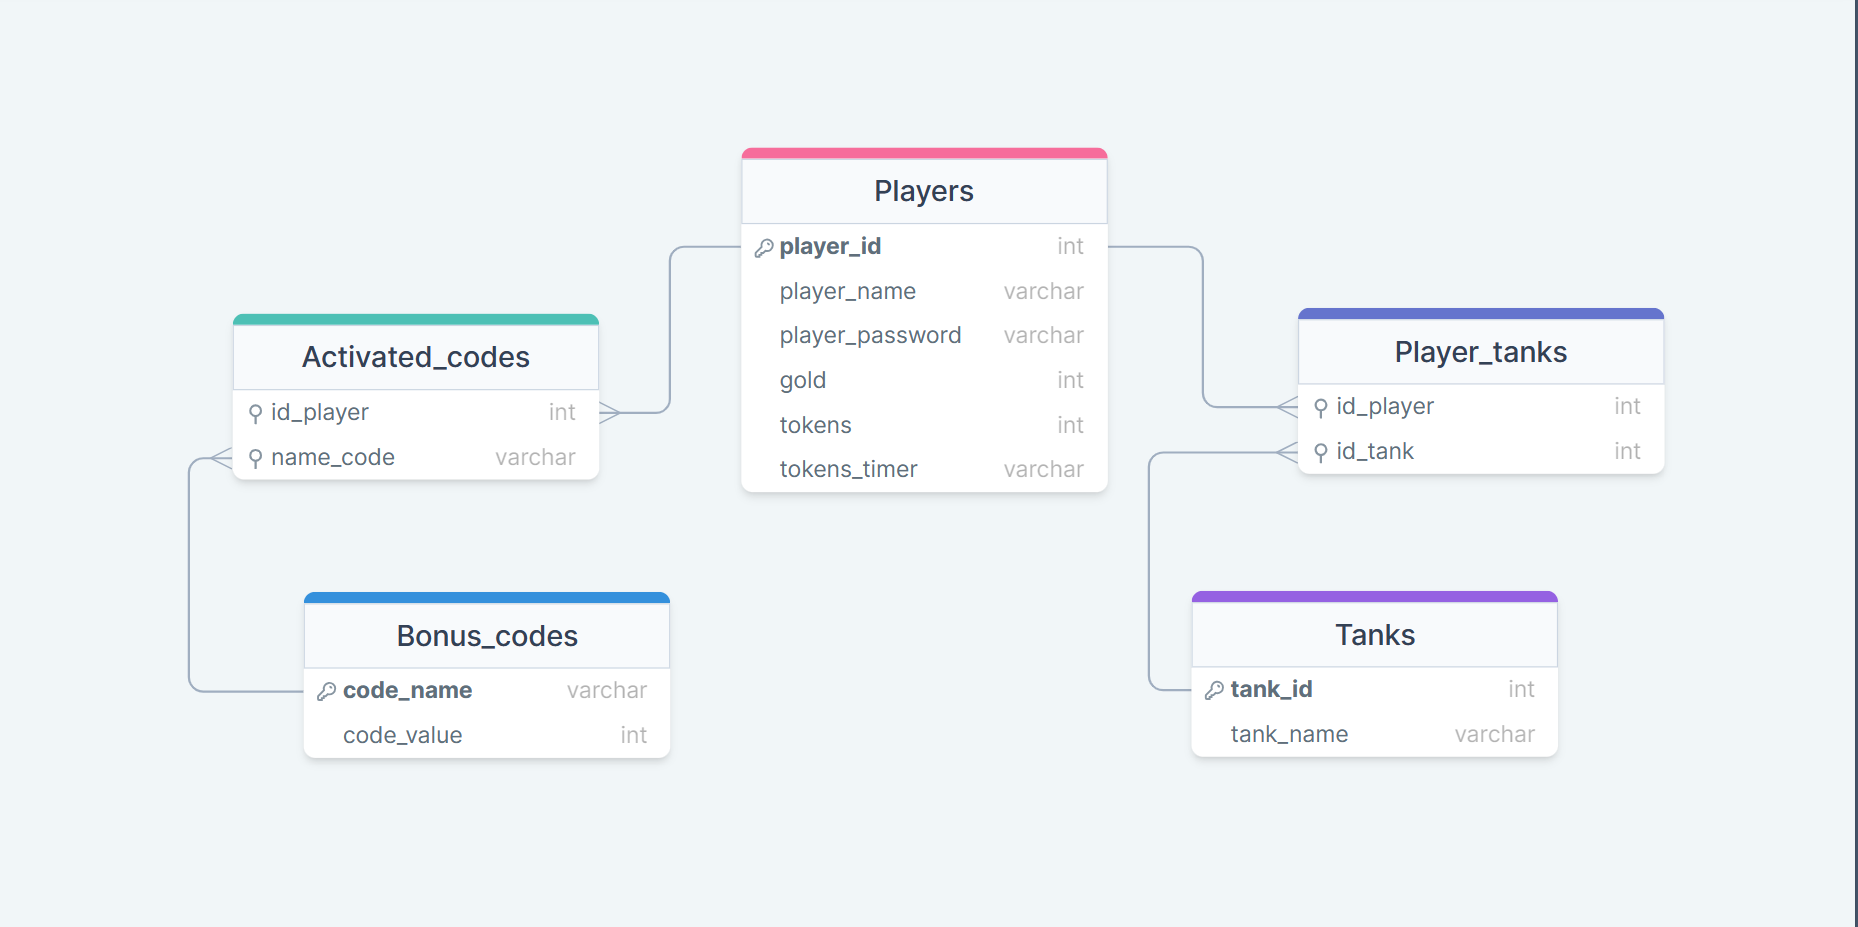 Players
player_id int
player_name varchar
player_password varchar
gold int
tokens int
tokens_timer varchar
Activated_codes
id_player int
name_code varchar
Player_tanks
id_player int
id_tank int
Bonus_codes
code_name varchar
code_value int
Tanks
tank_id int
tank_name varchar